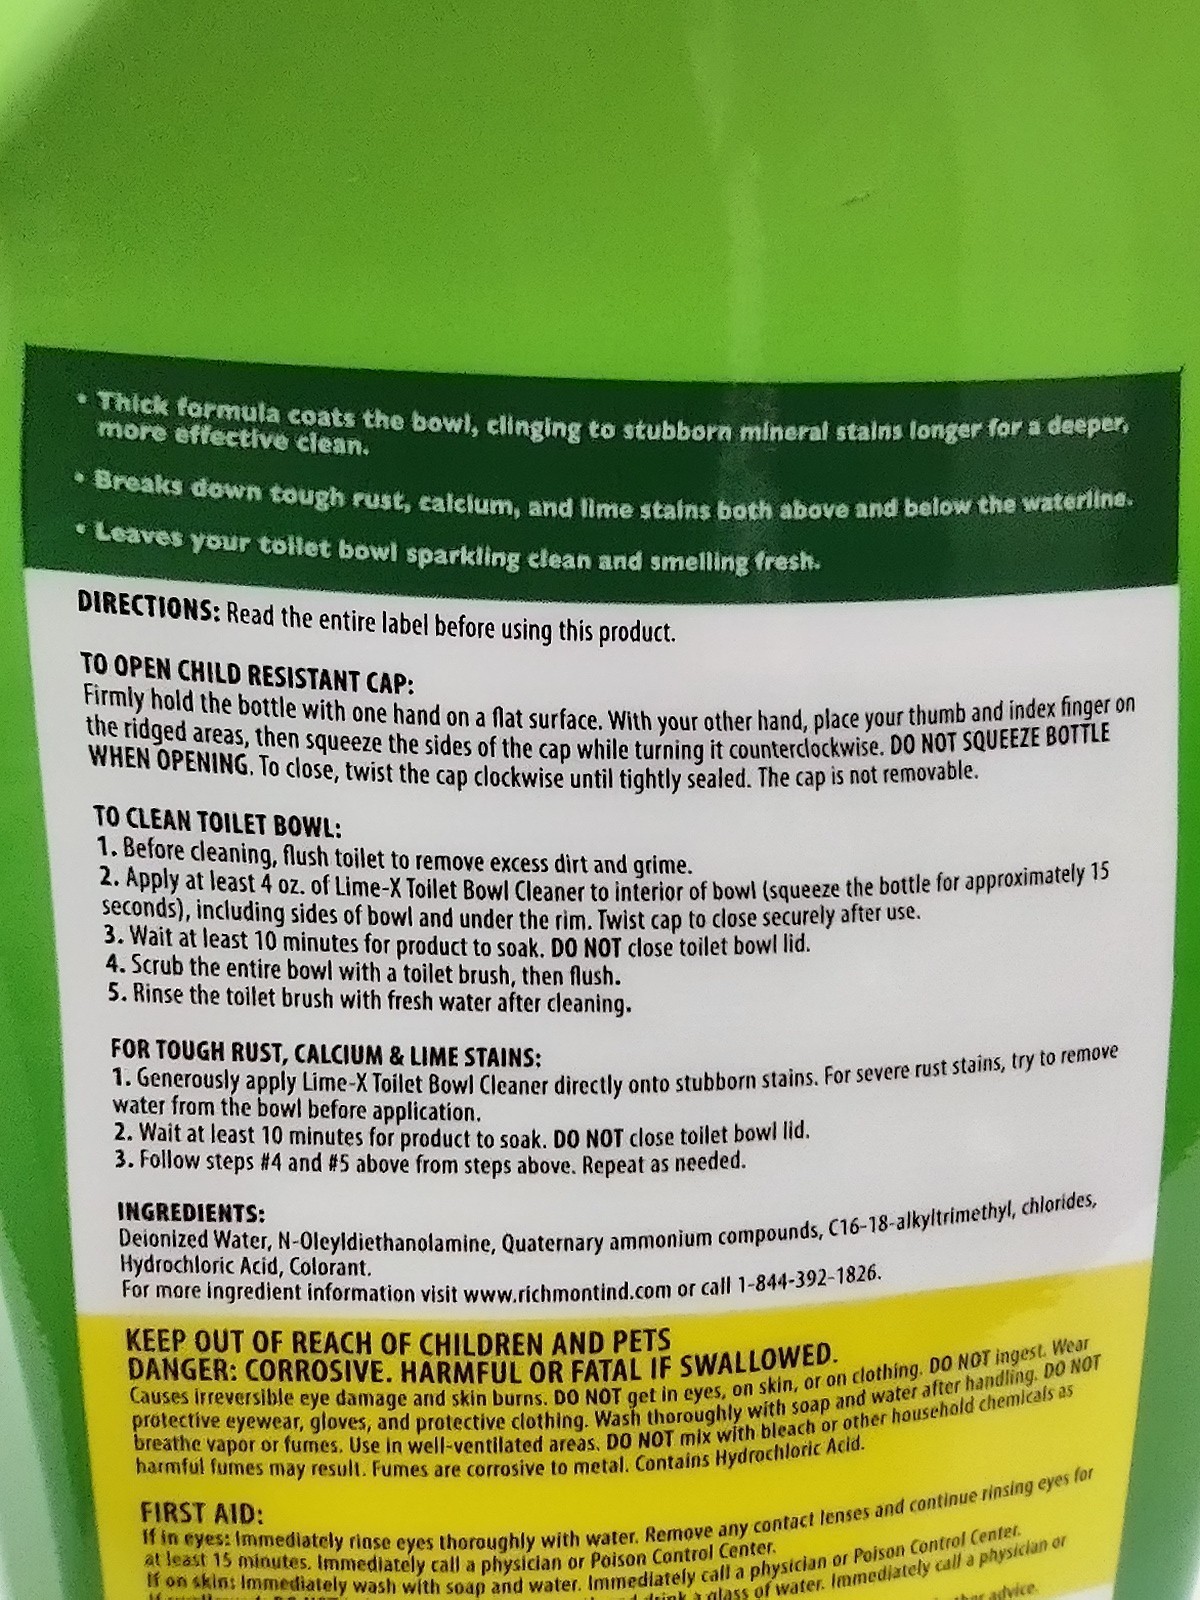 • Thick formula coats the bowl, clinging to stubborn mineral stains longer for a deeper,
more effective clean.
• Breaks down tough rust, calcium, and lime stains both above and below the waterline.
• Leaves your toilet bowl sparkling clean and smelling fresh.
DIRECTIONS: Read the entire label before using this product.
TO OPEN CHILD RESISTANT CAP:
Firmly hold the bottle with one hand on a flat surface. With your other hand, place your thumb and index finger on
the ridged areas, then squeeze the sides of the cap while turning it counterclockwise. DO NOT SQUEEZE BOTTLE
WHEN OPENING. To close, twist the cap clockwise until tightly sealed. The cap is not removable.
TO CLEAN TOILET BOWL:
1. Before cleaning, flush toilet to remove excess dirt and grime.
2. Apply at least 4 oz. of Lime-X Toilet Bowl Cleaner to interior of bowl (squeeze the bottle for approximately 15
seconds), including sides of bowl and under the rim. Twist cap to close securely after use.
3. Wait at least 10 minutes for product to soak. DO NOT close toilet bowl lid.
4. Scrub the entire bowl with a toilet brush, then flush.
5. Rinse the toilet brush with fresh water after cleaning.
FOR TOUGH RUST, CALCIUM & LIME STAINS:
1. Generously apply Lime-X Toilet Bowl Cleaner directly onto stubborn stains. For severe rust stains, try to remove
water from the bowl before application.
2. Wait at least 10 minutes for product to soak. DO NOT close toilet bowl lid.
3. Follow steps #4 and #5 above from steps above. Repeat as needed.
INGREDIENTS:
Deionized Water, N-Oleyldiethanolamine, Quaternary ammonium compounds, C16-18-alkyltrimethyl, chlorides,
Hydrochloric Acid, Colorant.
For more ingredient information visit www.richmontind.com or call 1-844-392-1826.
KEEP OUT OF REACH OF CHILDREN AND PETS
DANGER: CORROSIVE. HARMFUL OR FATAL IF SWALLOWED.
Causes irreversible eye damage and skin burns. DO NOT get in eyes, on skin, or on clothing. DO NOT ingest. Wear
protective eyewear, gloves, and protective clothing. Wash thoroughly with soap and water after handling. DO NOT
breathe vapor or fumes. Use in well-ventilated areas. DO NOT mix with bleach or other household chemicals as
harmful fumes may result. Fumes are corrosive to metal. Contains Hydrochloric Acid.
FIRST AID:
If in eyes: Immediately rinse eyes thoroughly with water. Remove any contact lenses and continue rinsing eyes for
at least 15 minutes. Immediately call a physician or Poison Control Center.
If on skin: Immediately wash with soap and water. Immediately call a physician or Poison Control Center.
drink a glass of water. Immediately call a physician or
advice.